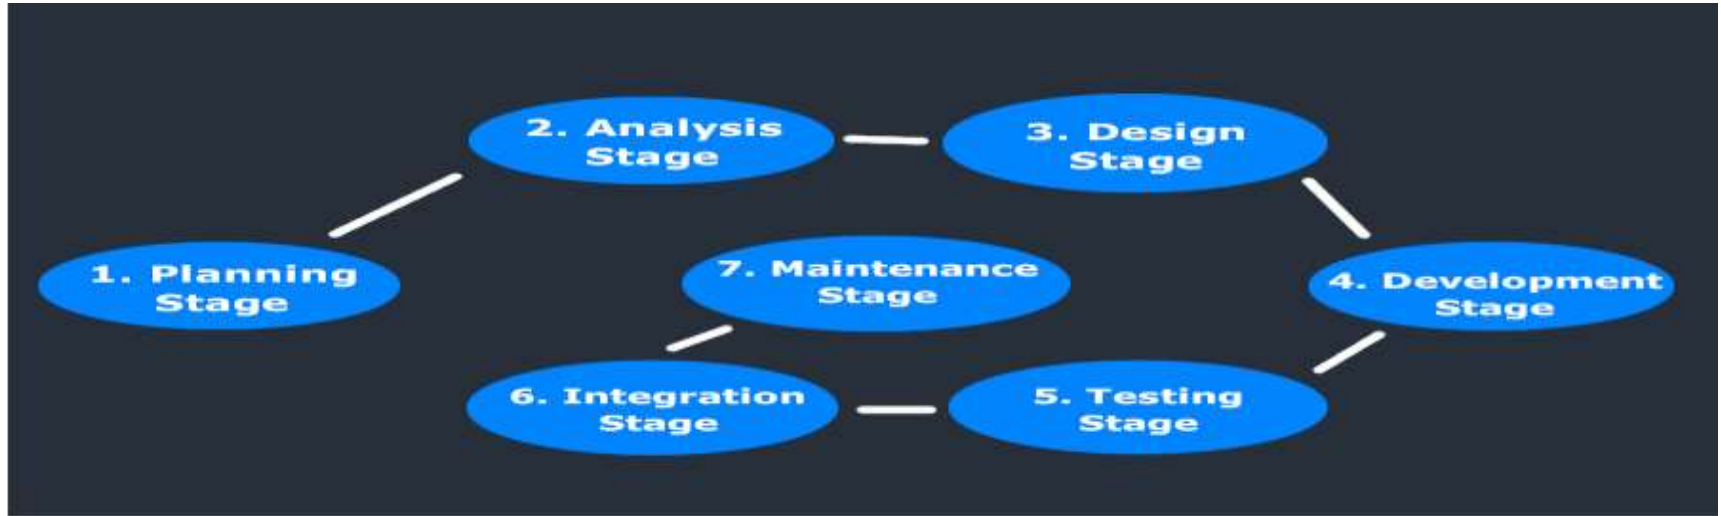 1. Planning
Stage
2. Analysis
Stage
3. Design
Stage
4. Development
Stage
5. Testing
Stage
6. Integration
Stage
7. Maintenance
Stage